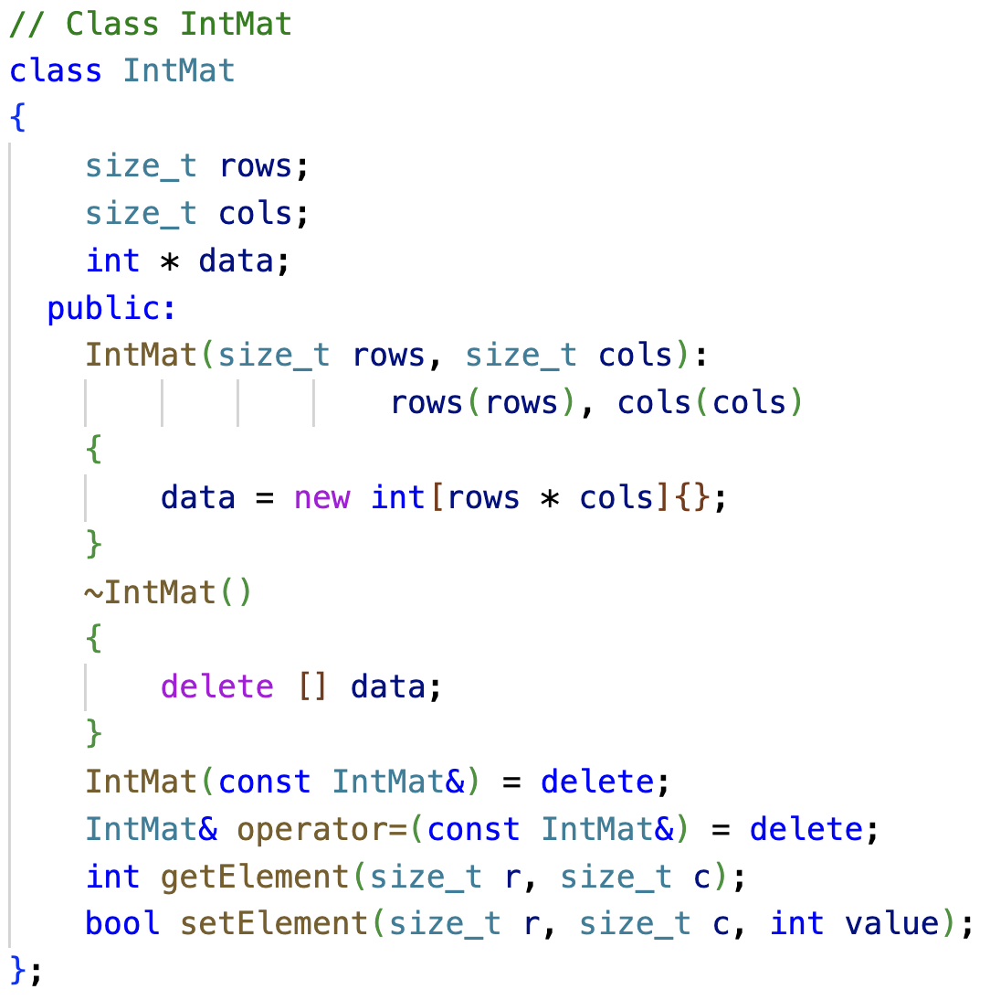 // Class IntMat
class IntMat
{
    size_t rows;
    size_t cols;
    int * data;
  public:
    IntMat(size_t rows, size_t cols):
                    rows(rows), cols(cols)
    {
        data = new int[rows * cols]{};
    }
    ~IntMat()
    {
        delete [] data;
    }
    IntMat(const IntMat&) = delete;
    IntMat& operator=(const IntMat&) = delete;
    int getElement(size_t r, size_t c);
    bool setElement(size_t r, size_t c, int value);
};